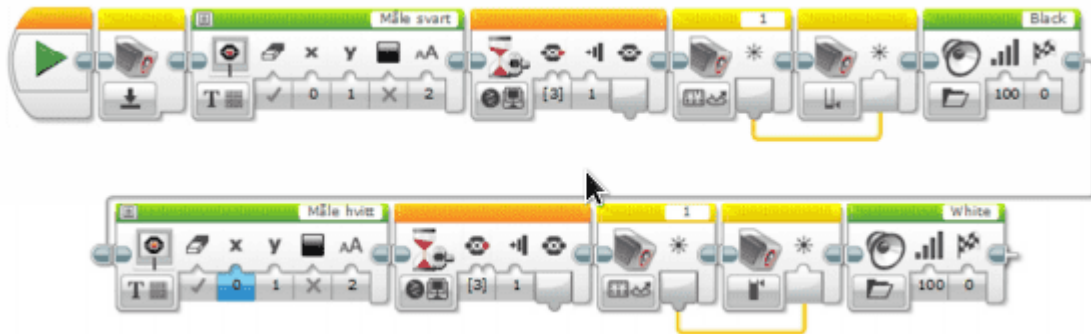 Måle svart 1 Black
x y AA
T 0 1 2 [3] 1 100 0
Måle hvitt 1 White
x y AA
T 0 1 2 [3] 1 100 0